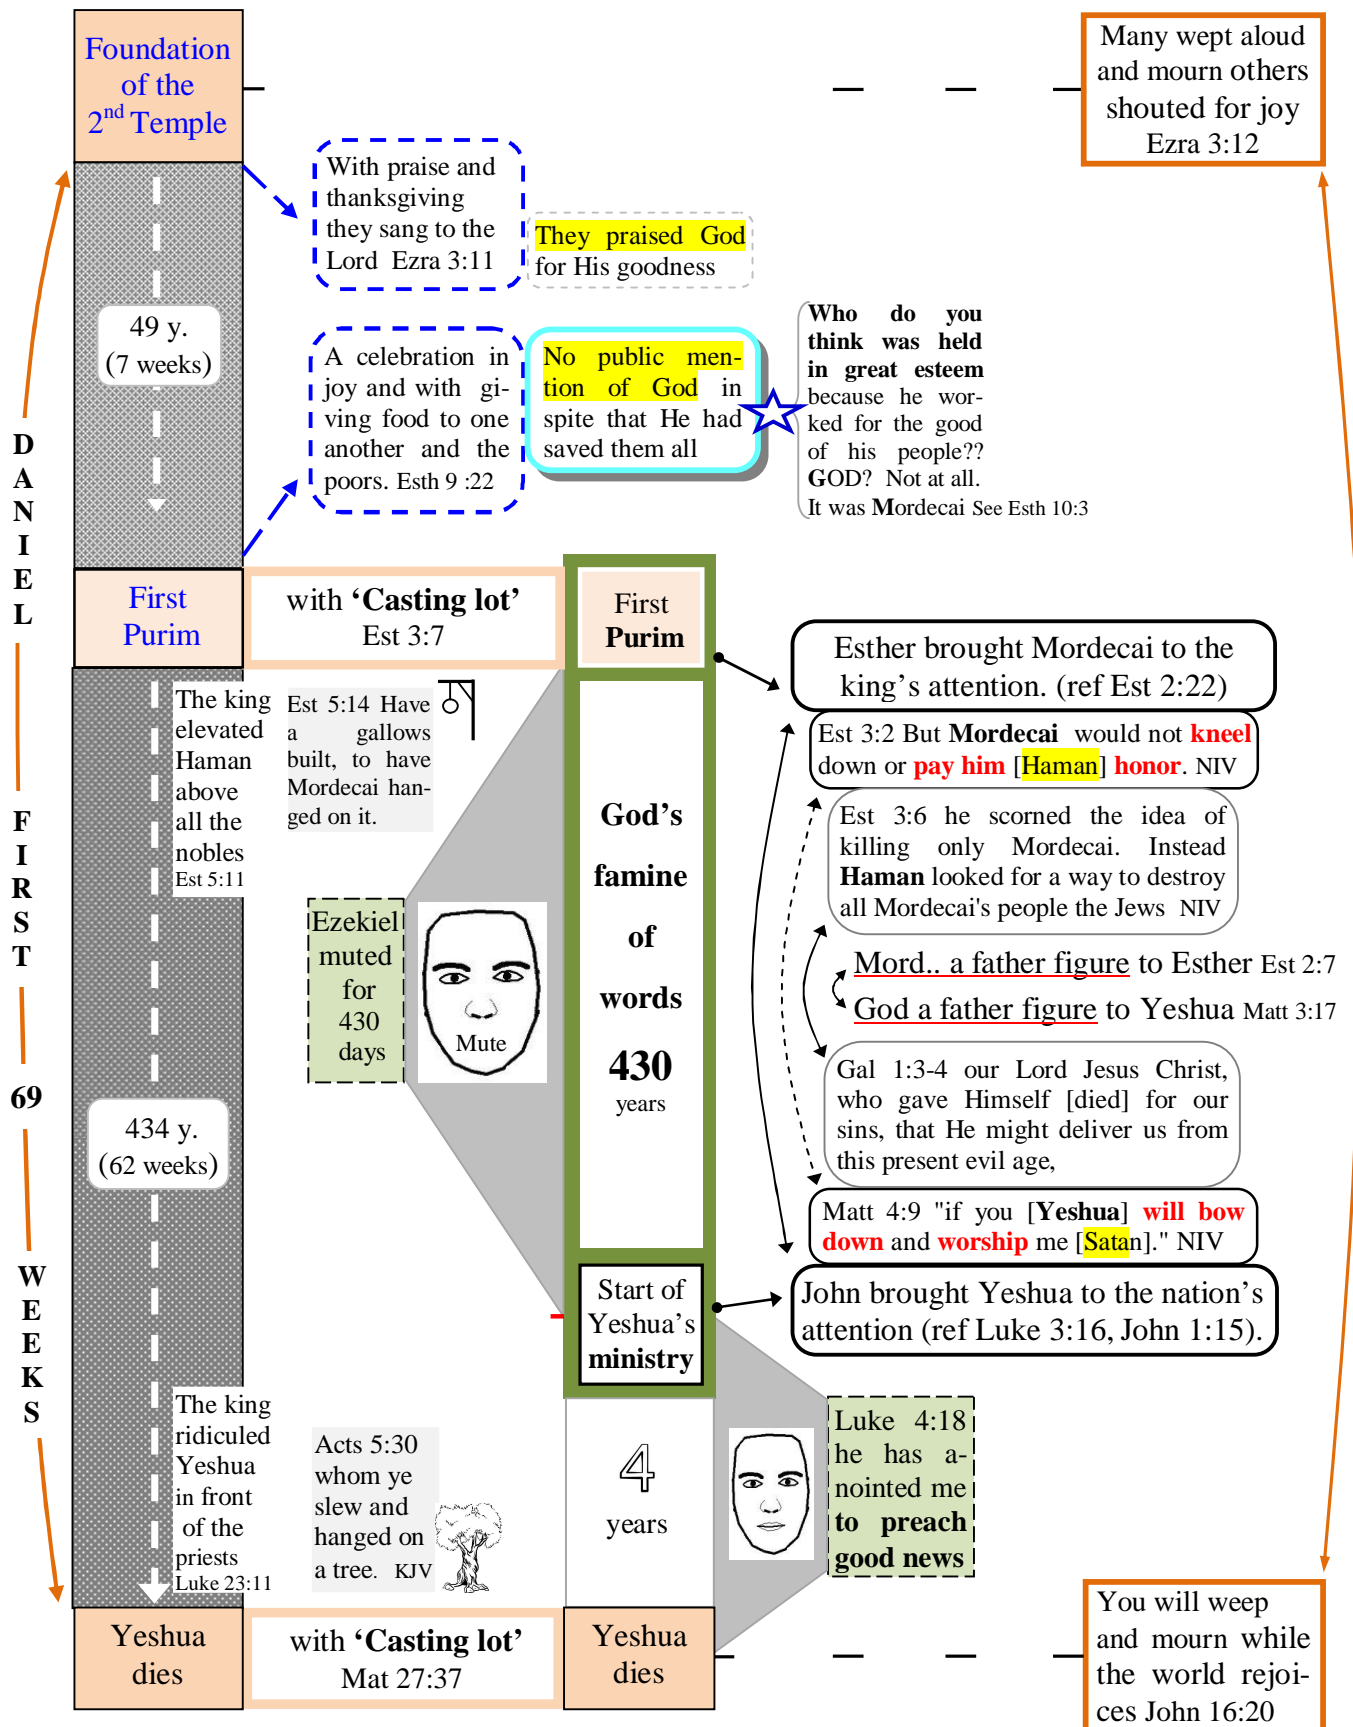 Foundation
of the
2nd Temple
Many wept aloud
and mourn others
shouted for joy
Ezra 3:12
With praise and
thanksgiving
they sang to the
Lord Ezra 3:11
They praised God
for His goodness
49 y.
(7 weeks)
A celebration in
joy and with gi-
ving food to one
another and the
poors. Esth 9 :22
No public men-
tion of God in
spite that He had
saved them all
Who do you
think was held
in great esteem
because he wor-
ked for the good
of his people??
GOD? Not at all.
It was Mordecai See Esth 10:3
DANIEL FIRST 69 WEEKS
First
Purim
with ‘Casting lot’
Est 3:7
First
Purim
The king
elevated
Haman
above
all the
nobles
Est 5:11
Est 5:14 Have
a gallows
built, to have
Mordecai han-
ged on it.
Esther brought Mordecai to the
king’s attention. (ref Est 2:22)
Est 3:2 But Mordecai would not kneel
down or pay him [Haman] honor. NIV
Est 3:6 he scorned the idea of
killing only Mordecai. Instead
Haman looked for a way to destroy
all Mordecai's people the Jews NIV
God’s
famine
of
words
430
years
Ezekiel
muted
for
430
days
Mute
Mord.. a father figure to Esther Est 2:7
God a father figure to Yeshua Matt 3:17
Gal 1:3-4 our Lord Jesus Christ,
who gave Himself [died] for our
sins, that He might deliver us from
this present evil age,
434 y.
(62 weeks)
Matt 4:9 "if you [Yeshua] will bow
down and worship me [Satan]." NIV
Start of
Yeshua’s
ministry
John brought Yeshua to the nation’s
attention (ref Luke 3:16, John 1:15).
The king
ridiculed
Yeshua
in front
of the
priests
Luke 23:11
Acts 5:30
whom ye
slew and
hanged on
a tree. KJV
4
years
Luke 4:18
he has a-
nointed me
to preach
good news
Yeshua
dies
with ‘Casting lot’
Mat 27:37
Yeshua
dies
You will weep
and mourn while
the world rejoi-
ces John 16:20